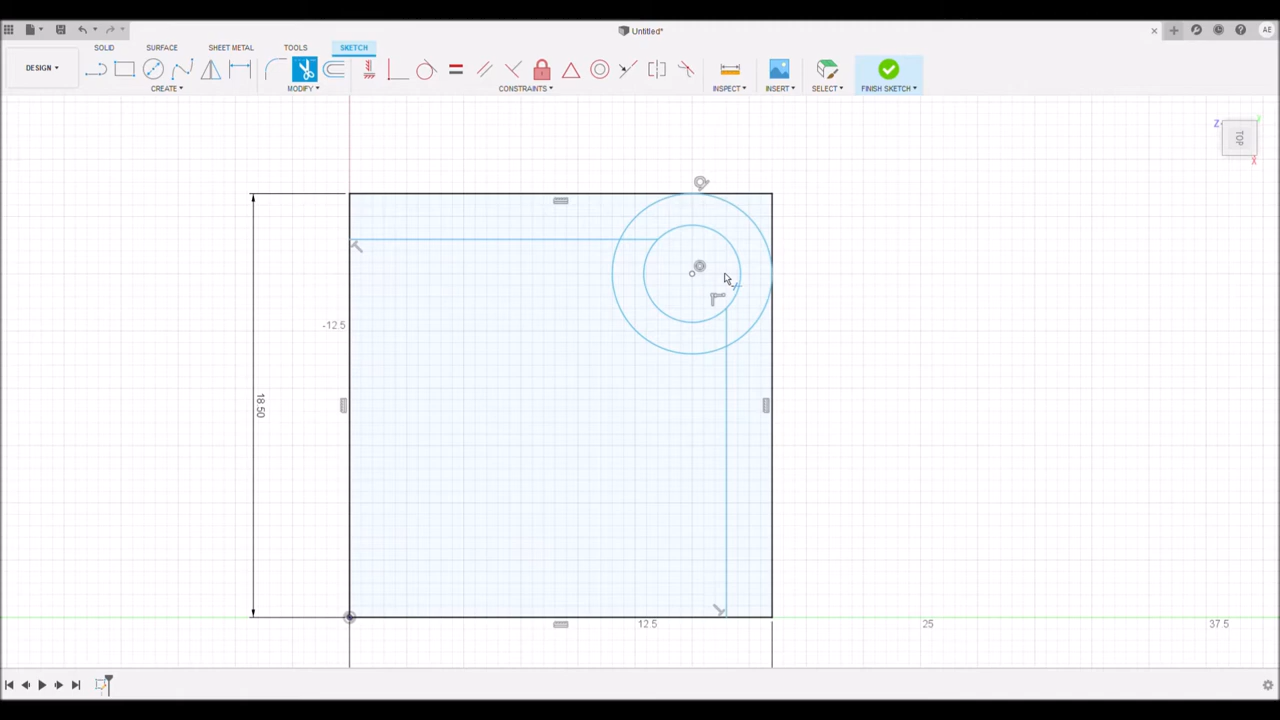 Untitled*
AE
SOLID
SURFACE
SHEET METAL
TOOLS
SKETCH
DESIGN
CREATE
MODIFY
CONSTRAINTS
INSPECT
INSERT
SELECT
FINISH SKETCH
Z
TOP
X
-12.5
18.50
12.5
25
37.5